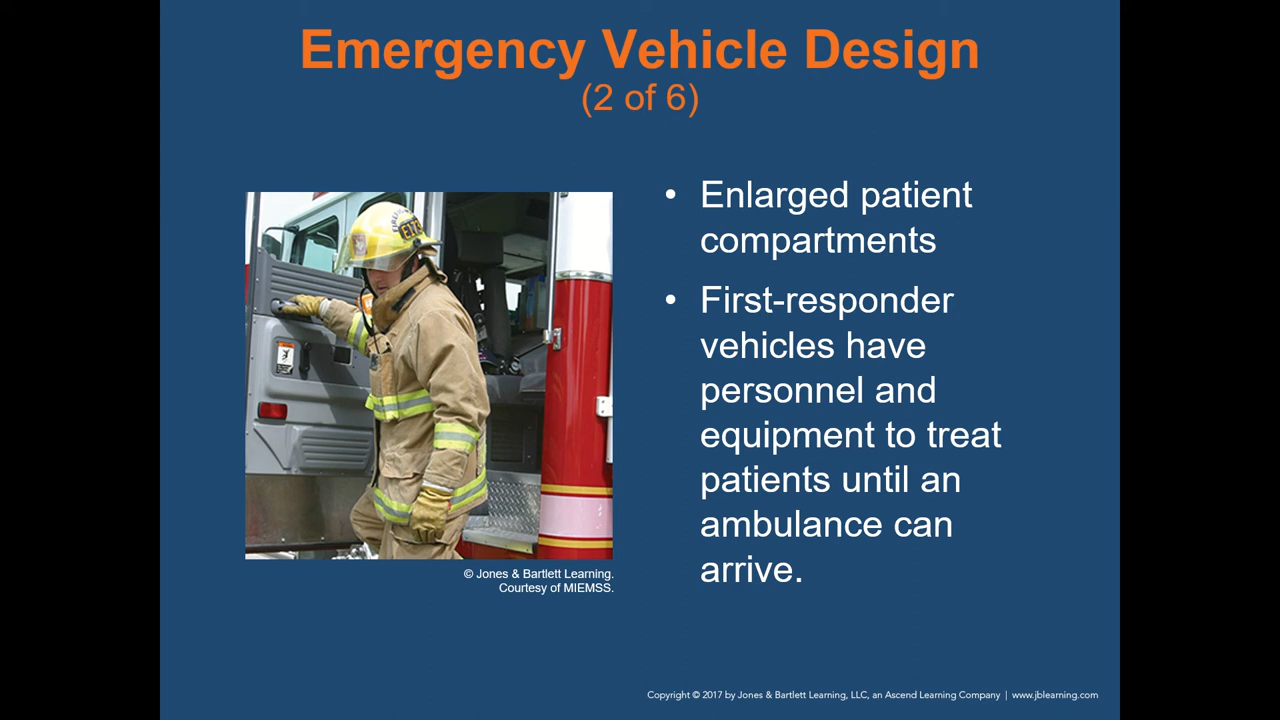 Emergency Vehicle Design
(2 of 6)
• Enlarged patient
compartments
• First-responder
vehicles have
personnel and
equipment to treat
patients until an
ambulance can
arrive.
© Jones & Bartlett Learning.
Courtesy of MIEMSS.
Copyright © 2017 by Jones & Bartlett Learning, LLC, an Ascend Learning Company | www.jblearning.com